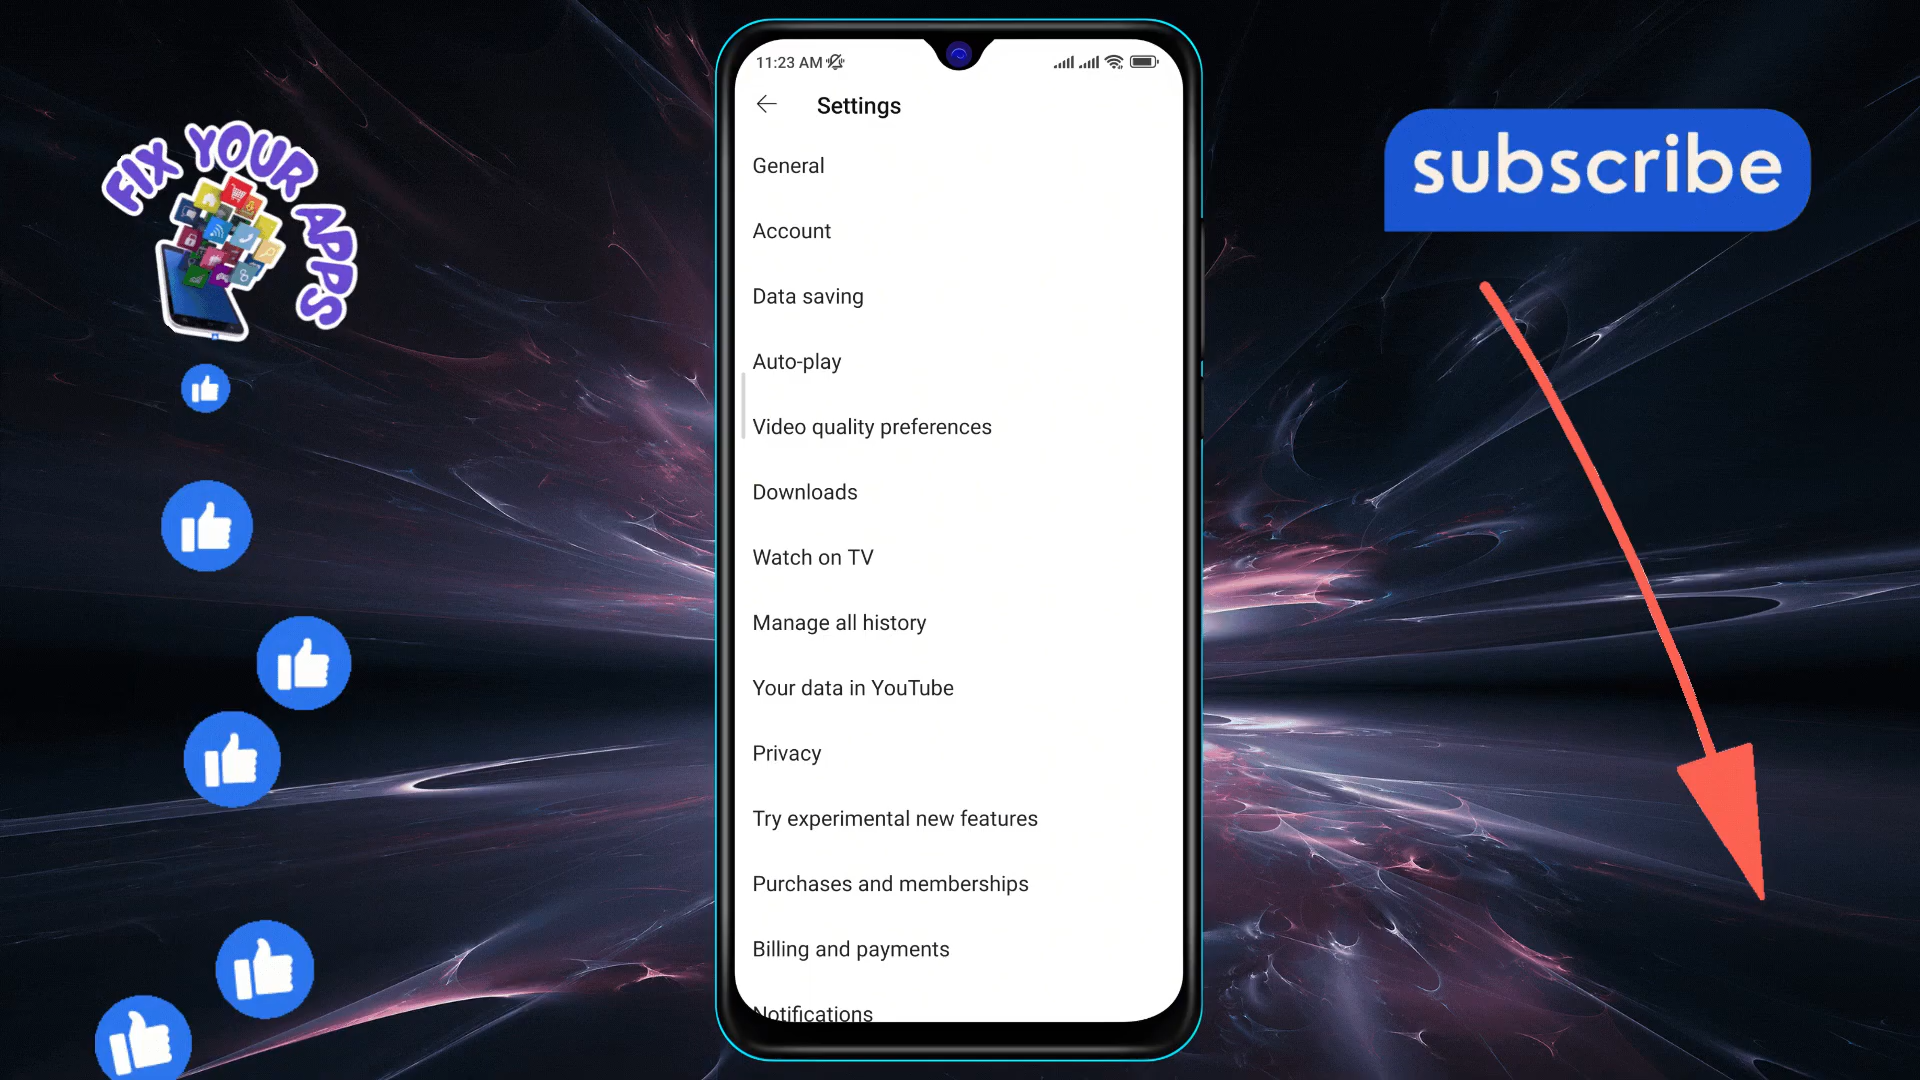 FIX YOUR APPS
subscribe
11:23 AM
Settings
General
Account
Data saving
Auto-play
Video quality preferences
Downloads
Watch on TV
Manage all history
Your data in YouTube
Privacy
Try experimental new features
Purchases and memberships
Billing and payments
Notifications